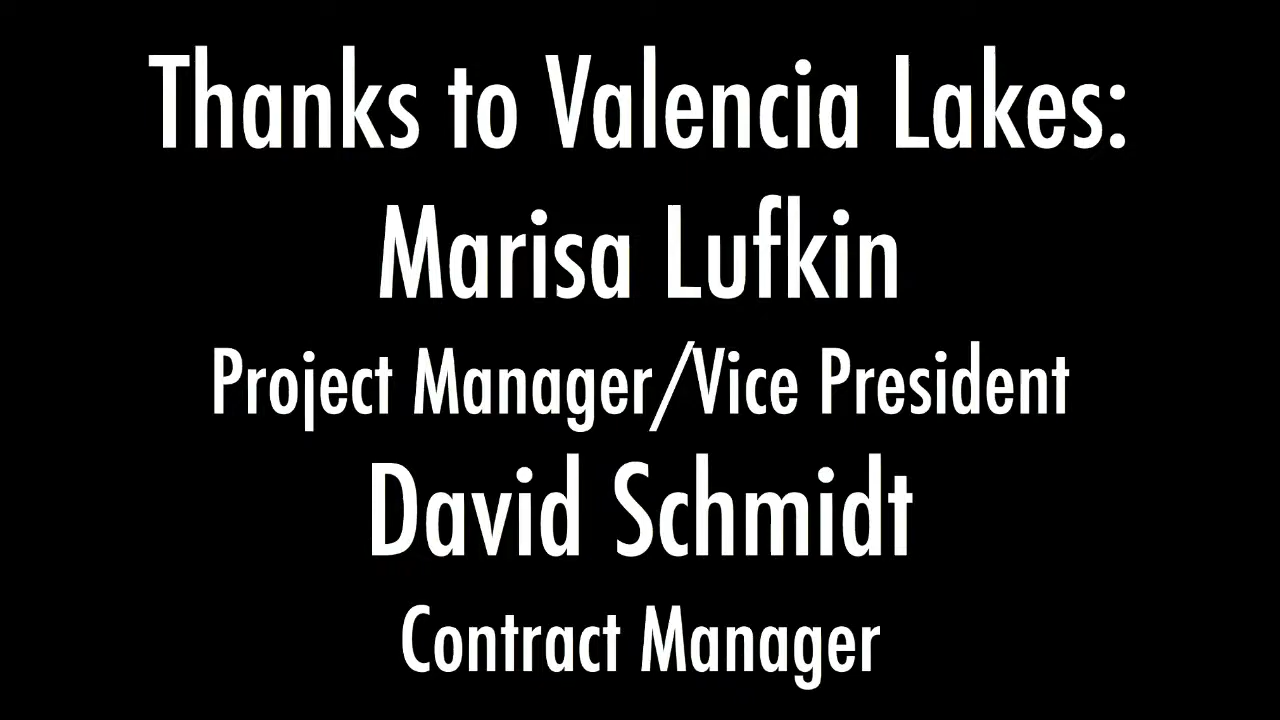 Thanks to Valencia Lakes:
Marisa Lufkin
Project Manager/Vice President
David Schmidt
Contract Manager